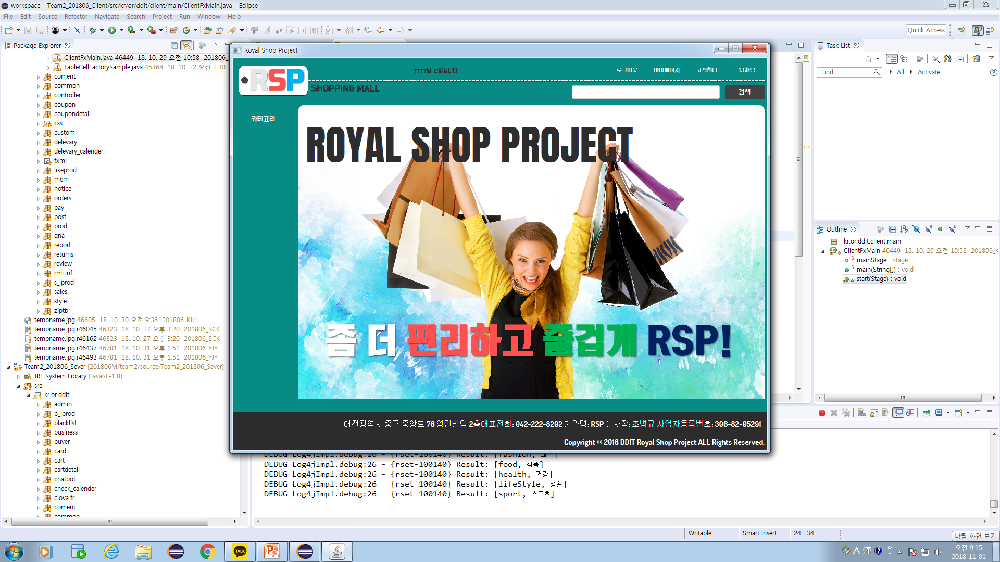 workspace - Team2_201806_Client/src/kr/or/ddit/client/main/ClientFxMain.java - Eclipse
File Edit Source Refactor Navigate Search Project Run Window Help
Quick Access
Package Explorer
ClientFxMain.java 46449 18. 10. 29 오전 10:58 201806_
TableCellFactorySample.java 45368 18. 10. 22 오전 2:30
coment
common
controller
coupon
coupondetail
css
custom
delevary
delevary_calender
fxml
likeprod
mem
notice
orders
pay
post
prod
qna
report
returns
review
rmi.inf
s_lprod
sales
style
ziptb
tempname.jpg 46605 18. 10. 30 오전 9:36 201806_KJH
tempname.jpg.r46045 46323 18. 10. 27 오후 3:20 201806_SCK
tempname.jpg.r46162 46323 18. 10. 27 오후 3:20 201806_SCK
tempname.jpg.r46437 46781 18. 10. 31 오후 1:51 201806_YJY
tempname.jpg.r46493 46781 18. 10. 31 오후 1:51 201806_YJY
Team2_201806_Sever [201806M/team2/source/Team2_201806_Sever]
JRE System Library [JavaSE-1.8]
src
kr.or.ddit
admin
b_lprod
blacklist
business
buyer
card
cart
cartdetail
chatbot
check_calender
clova.fr
coment
common
Royal Shop Project
RSP
SHOPPING MALL
TTTT님 환영합니다
로그아웃 마이페이지 고객센터 1:1채팅
검색
카테고리
ROYAL SHOP PROJECT
좀 더 편리하고 즐겁게 RSP!
대전광역시 중구 중앙로 76 영민빌딩 2층대표전화: 042-222-8202 기관명: RSP 이사장: 조병규 사업자등록번호: 306-82-05291
Copyright © 2018 DDIT Royal Shop Project ALL Rights Reserved.
DEBUG Log4jImpl.debug:26 - {rset-100140} Result: [fashion, 패션]
DEBUG Log4jImpl.debug:26 - {rset-100140} Result: [food, 식품]
DEBUG Log4jImpl.debug:26 - {rset-100140} Result: [health, 건강]
DEBUG Log4jImpl.debug:26 - {rset-100140} Result: [lifeStyle, 생활]
DEBUG Log4jImpl.debug:26 - {rset-100140} Result: [sport, 스포츠]
Task List
Find
All
Activate...
Outline
kr.or.ddit.client.main
ClientFxMain 46449 18. 10. 29 오전 10:58 201806_K
mainStage : Stage
main(String[]) : void
start(Stage) : void
Writable Smart Insert 24 : 34
바탕 화면 보기
TALK
A 漢
오전 9:15
2018-11-01